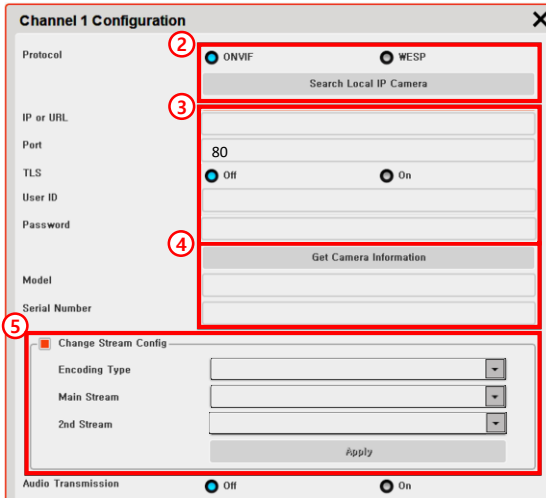 Channel 1 Configuration X
②
Protocol ONVIF WESP
Search Local IP Camera
③
IP or URL
Port 80
TLS Off On
User ID
Password
④
Get Camera Information
Model
Serial Number
⑤
Change Stream Config
Encoding Type
Main Stream
2nd Stream
Apply
Audio Transmission Off On